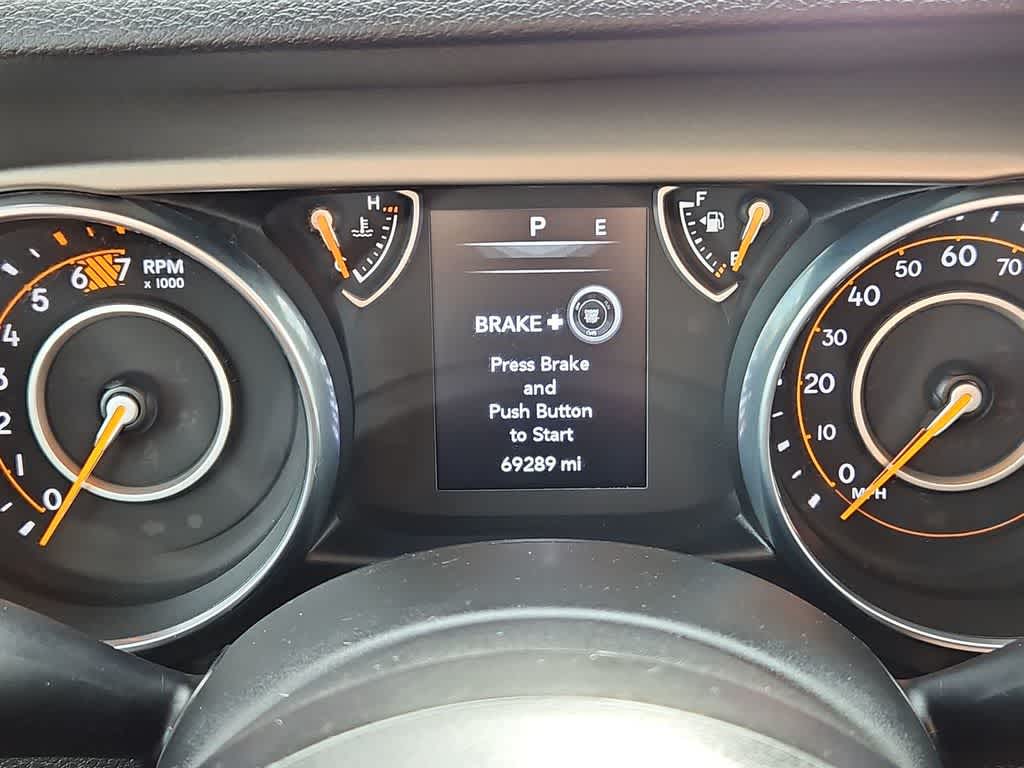 H
F
E
P E
6 7 RPM
x 1000
5
4
3
2
1
0
BRAKE +
Press Brake
and
Push Button
to Start
69289 mi
50 60 70
40
30
20
10
0
MPH